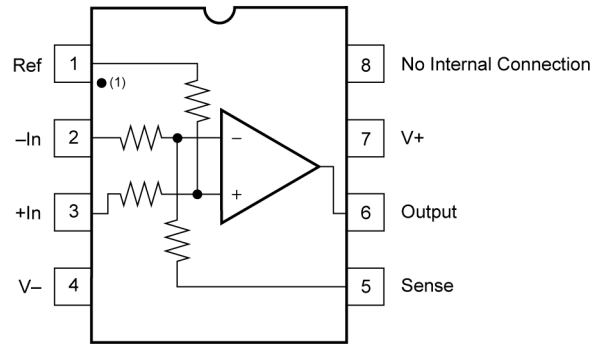 Ref 1 8 No Internal Connection
(1)
–In 2 – 7 V+
+In 3 + 6 Output
V– 4 5 Sense